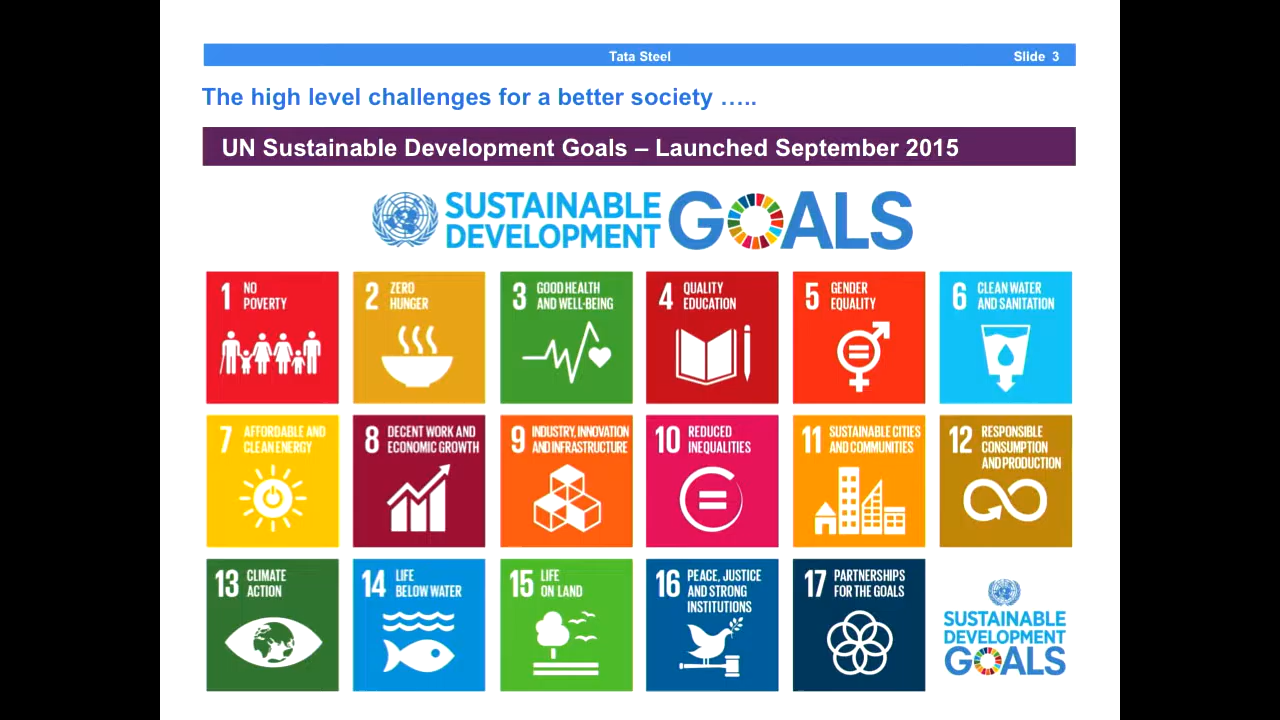 Tata Steel
Slide 3
The high level challenges for a better society …..
UN Sustainable Development Goals – Launched September 2015
SUSTAINABLE
DEVELOPMENT
GOALS
1 NO
POVERTY
2 ZERO
HUNGER
3 GOOD HEALTH
AND WELL-BEING
4 QUALITY
EDUCATION
5 GENDER
EQUALITY
6 CLEAN WATER
AND SANITATION
7 AFFORDABLE AND
CLEAN ENERGY
8 DECENT WORK AND
ECONOMIC GROWTH
9 INDUSTRY, INNOVATION
AND INFRASTRUCTURE
10 REDUCED
INEQUALITIES
11 SUSTAINABLE CITIES
AND COMMUNITIES
12 RESPONSIBLE
CONSUMPTION
AND PRODUCTION
13 CLIMATE
ACTION
14 LIFE
BELOW WATER
15 LIFE
ON LAND
16 PEACE, JUSTICE
AND STRONG
INSTITUTIONS
17 PARTNERSHIPS
FOR THE GOALS
SUSTAINABLE
DEVELOPMENT
GOALS